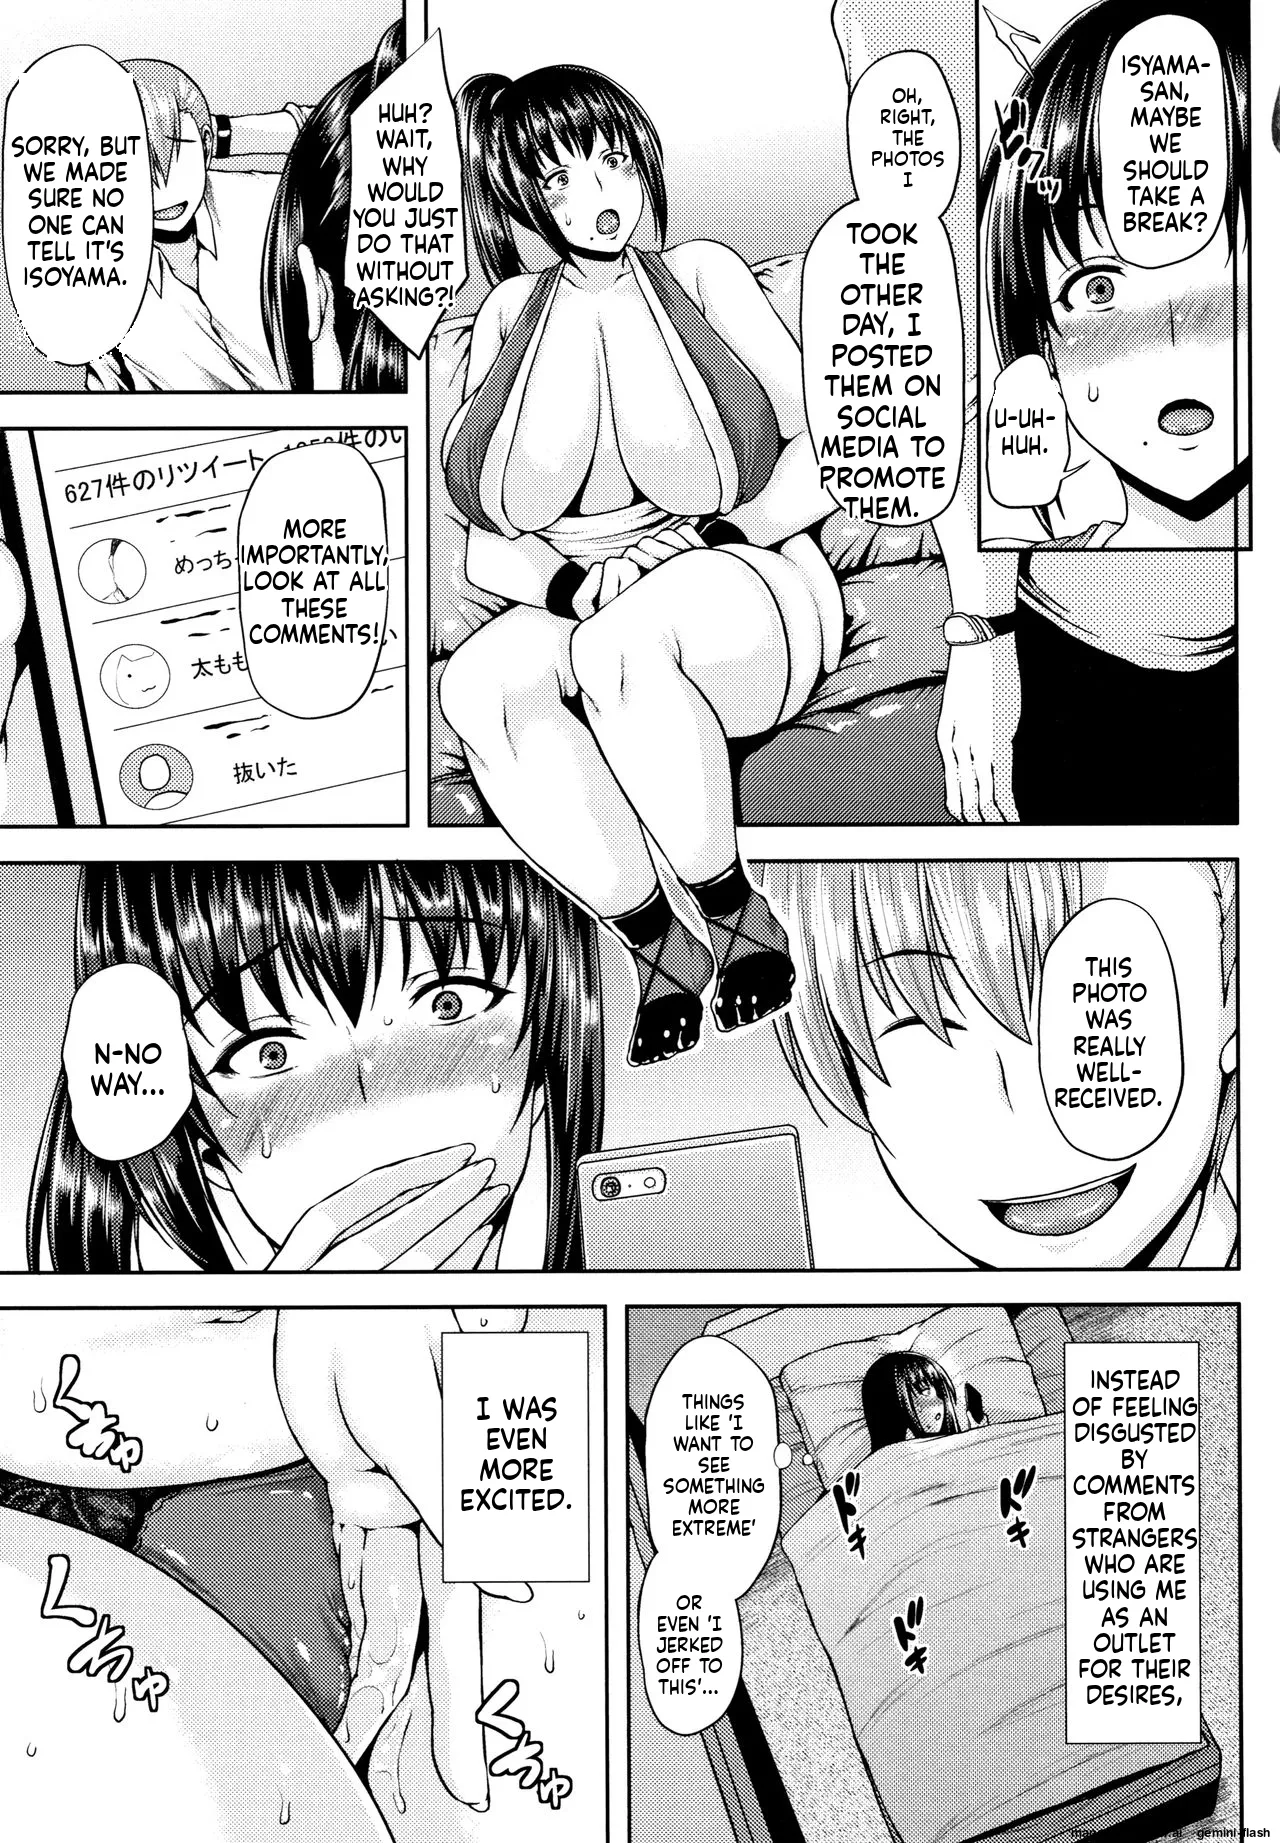 ISYAMA-
SAN,
MAYBE
WE
SHOULD
TAKE A
BREAK?
U-UH-
HUH.
OH,
RIGHT,
THE
PHOTOS
I
TOOK
THE
OTHER
DAY, I
POSTED
THEM ON
SOCIAL
MEDIA TO
PROMOTE
THEM.
HUH?
WAIT,
WHY
WOULD
YOU JUST
DO THAT
WITHOUT
ASKING?!
SORRY, BUT
WE MADE
SURE NO
ONE CAN
TELL IT'S
ISOYAMA.
627件のリツイート
めっちゃ
太もも
抜いた
MORE
IMPORTANTLY,
LOOK AT ALL
THESE
COMMENTS!
THIS
PHOTO
WAS
REALLY
WELL-
RECEIVED.
N-NO
WAY...
INSTEAD
OF FEELING
DISGUSTED
BY
COMMENTS
FROM
STRANGERS
WHO ARE
USING ME
AS AN
OUTLET
FOR THEIR
DESIRES,
THINGS
LIKE 'I
WANT TO
SEE
SOMETHING
MORE
EXTREME'
OR
EVEN 'I
JERKED
OFF TO
THIS'...
ドキ
ドキ
ドキ
I WAS
EVEN
MORE
EXCITED.
くちゅ
くちゅ
くちゅ
gemini-flash